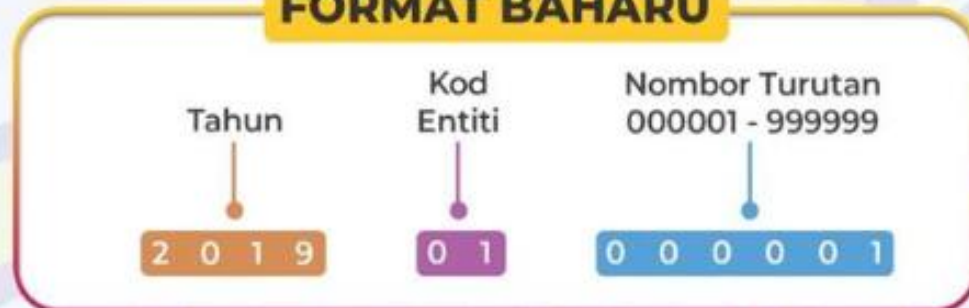 FORMAT BAHARU
Tahun
Kod
Entiti
Nombor Turutan
000001 - 999999
2 0 1 9
0 1
0 0 0 0 0 1